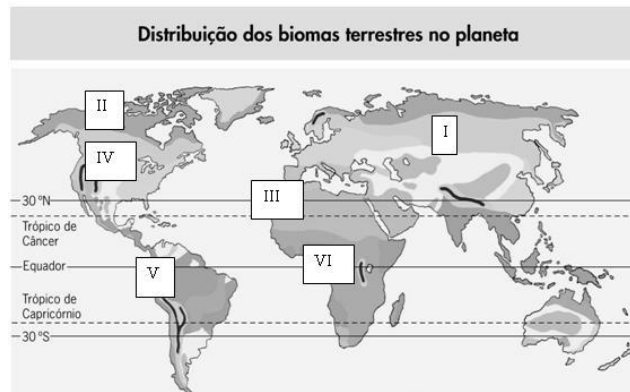 Distribuição dos biomas terrestres no planeta
II
I
IV
III
30 °N
Trópico de
Câncer
VI
V
Equador
Trópico de
Capricórnio
30 °S